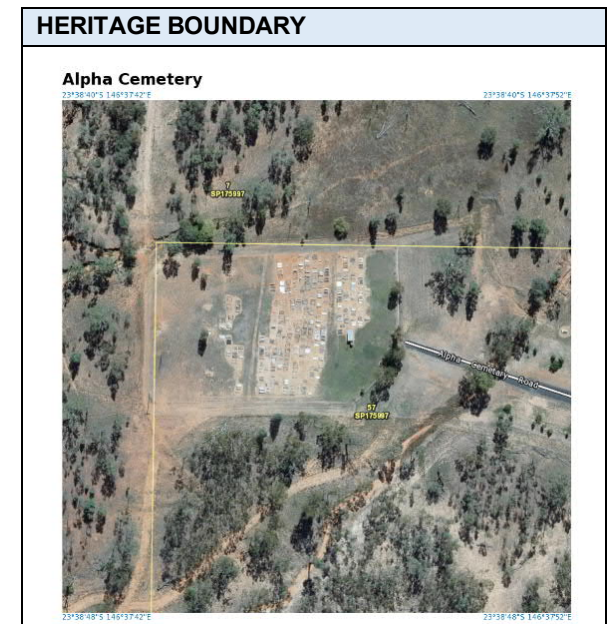 HERITAGE BOUNDARY
Alpha Cemetery
23°38'40"S 146°37'42"E
23°38'40"S 146°37'52"E
7
SP175997
Alpha Cemetary Road
57
SP175997
23°38'48"S 146°37'42"E
23°38'48"S 146°37'52"E